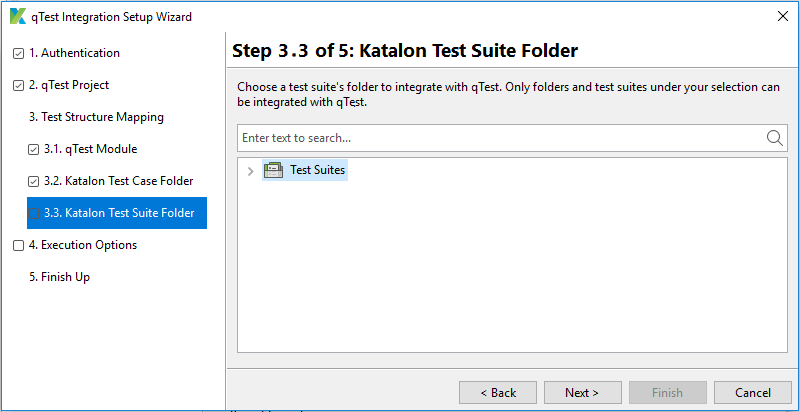 qTest Integration Setup Wizard
1. Authentication
2. qTest Project
3. Test Structure Mapping
3.1. qTest Module
3.2. Katalon Test Case Folder
3.3. Katalon Test Suite Folder
4. Execution Options
5. Finish Up
Step 3.3 of 5: Katalon Test Suite Folder
Choose a test suite's folder to integrate with qTest. Only folders and test suites under your selection can
be integrated with qTest.
Enter text to search...
Test Suites
< Back
Next >
Finish
Cancel